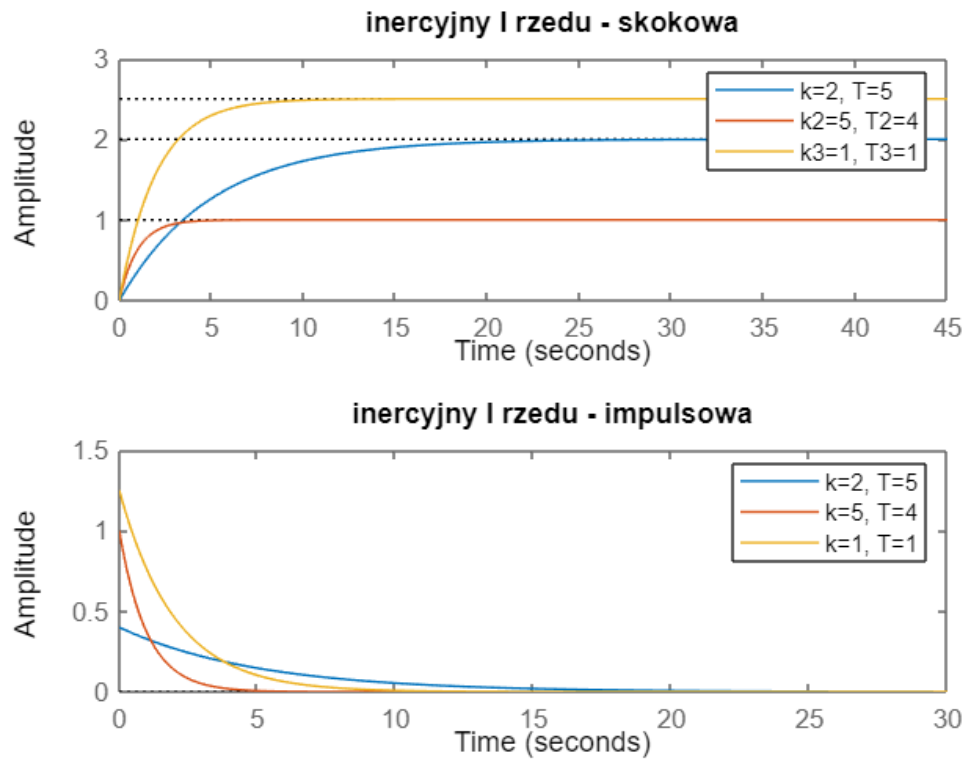 inercyjny I rzedu - skokowa
3
2
1
0
Amplitude
k=2, T=5
k2=5, T2=4
k3=1, T3=1
0 5 10 15 20 25 30 35 40 45
Time (seconds)
inercyjny I rzedu - impulsowa
1.5
1
0.5
0
Amplitude
k=2, T=5
k=5, T=4
k=1, T=1
0 5 10 15 20 25 30
Time (seconds)